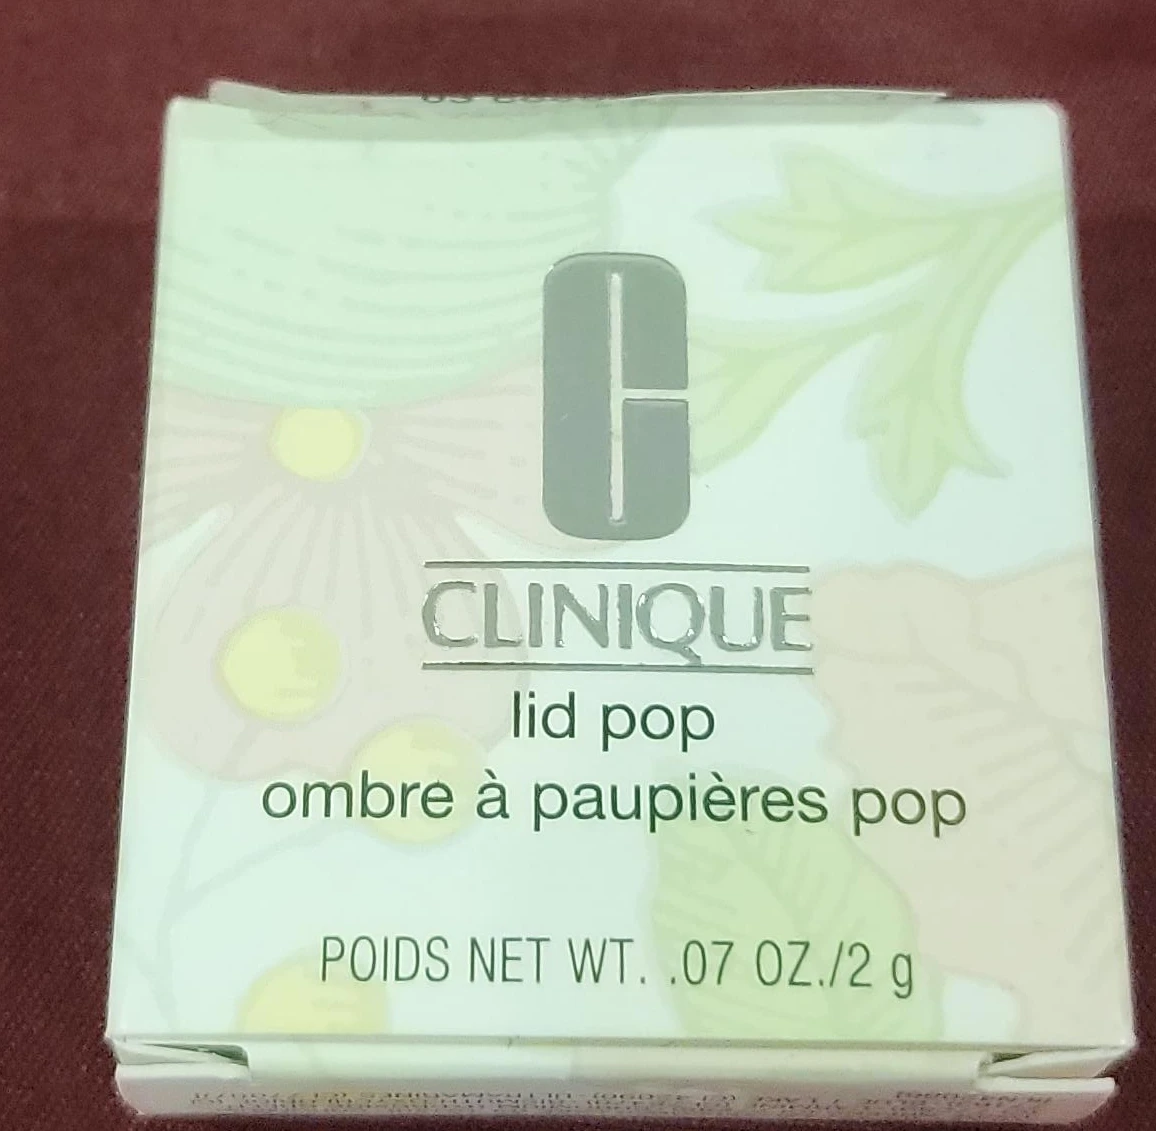 C
CLINIQUE
lid pop
ombre à paupières pop
POIDS NET WT. .07 OZ./2 g